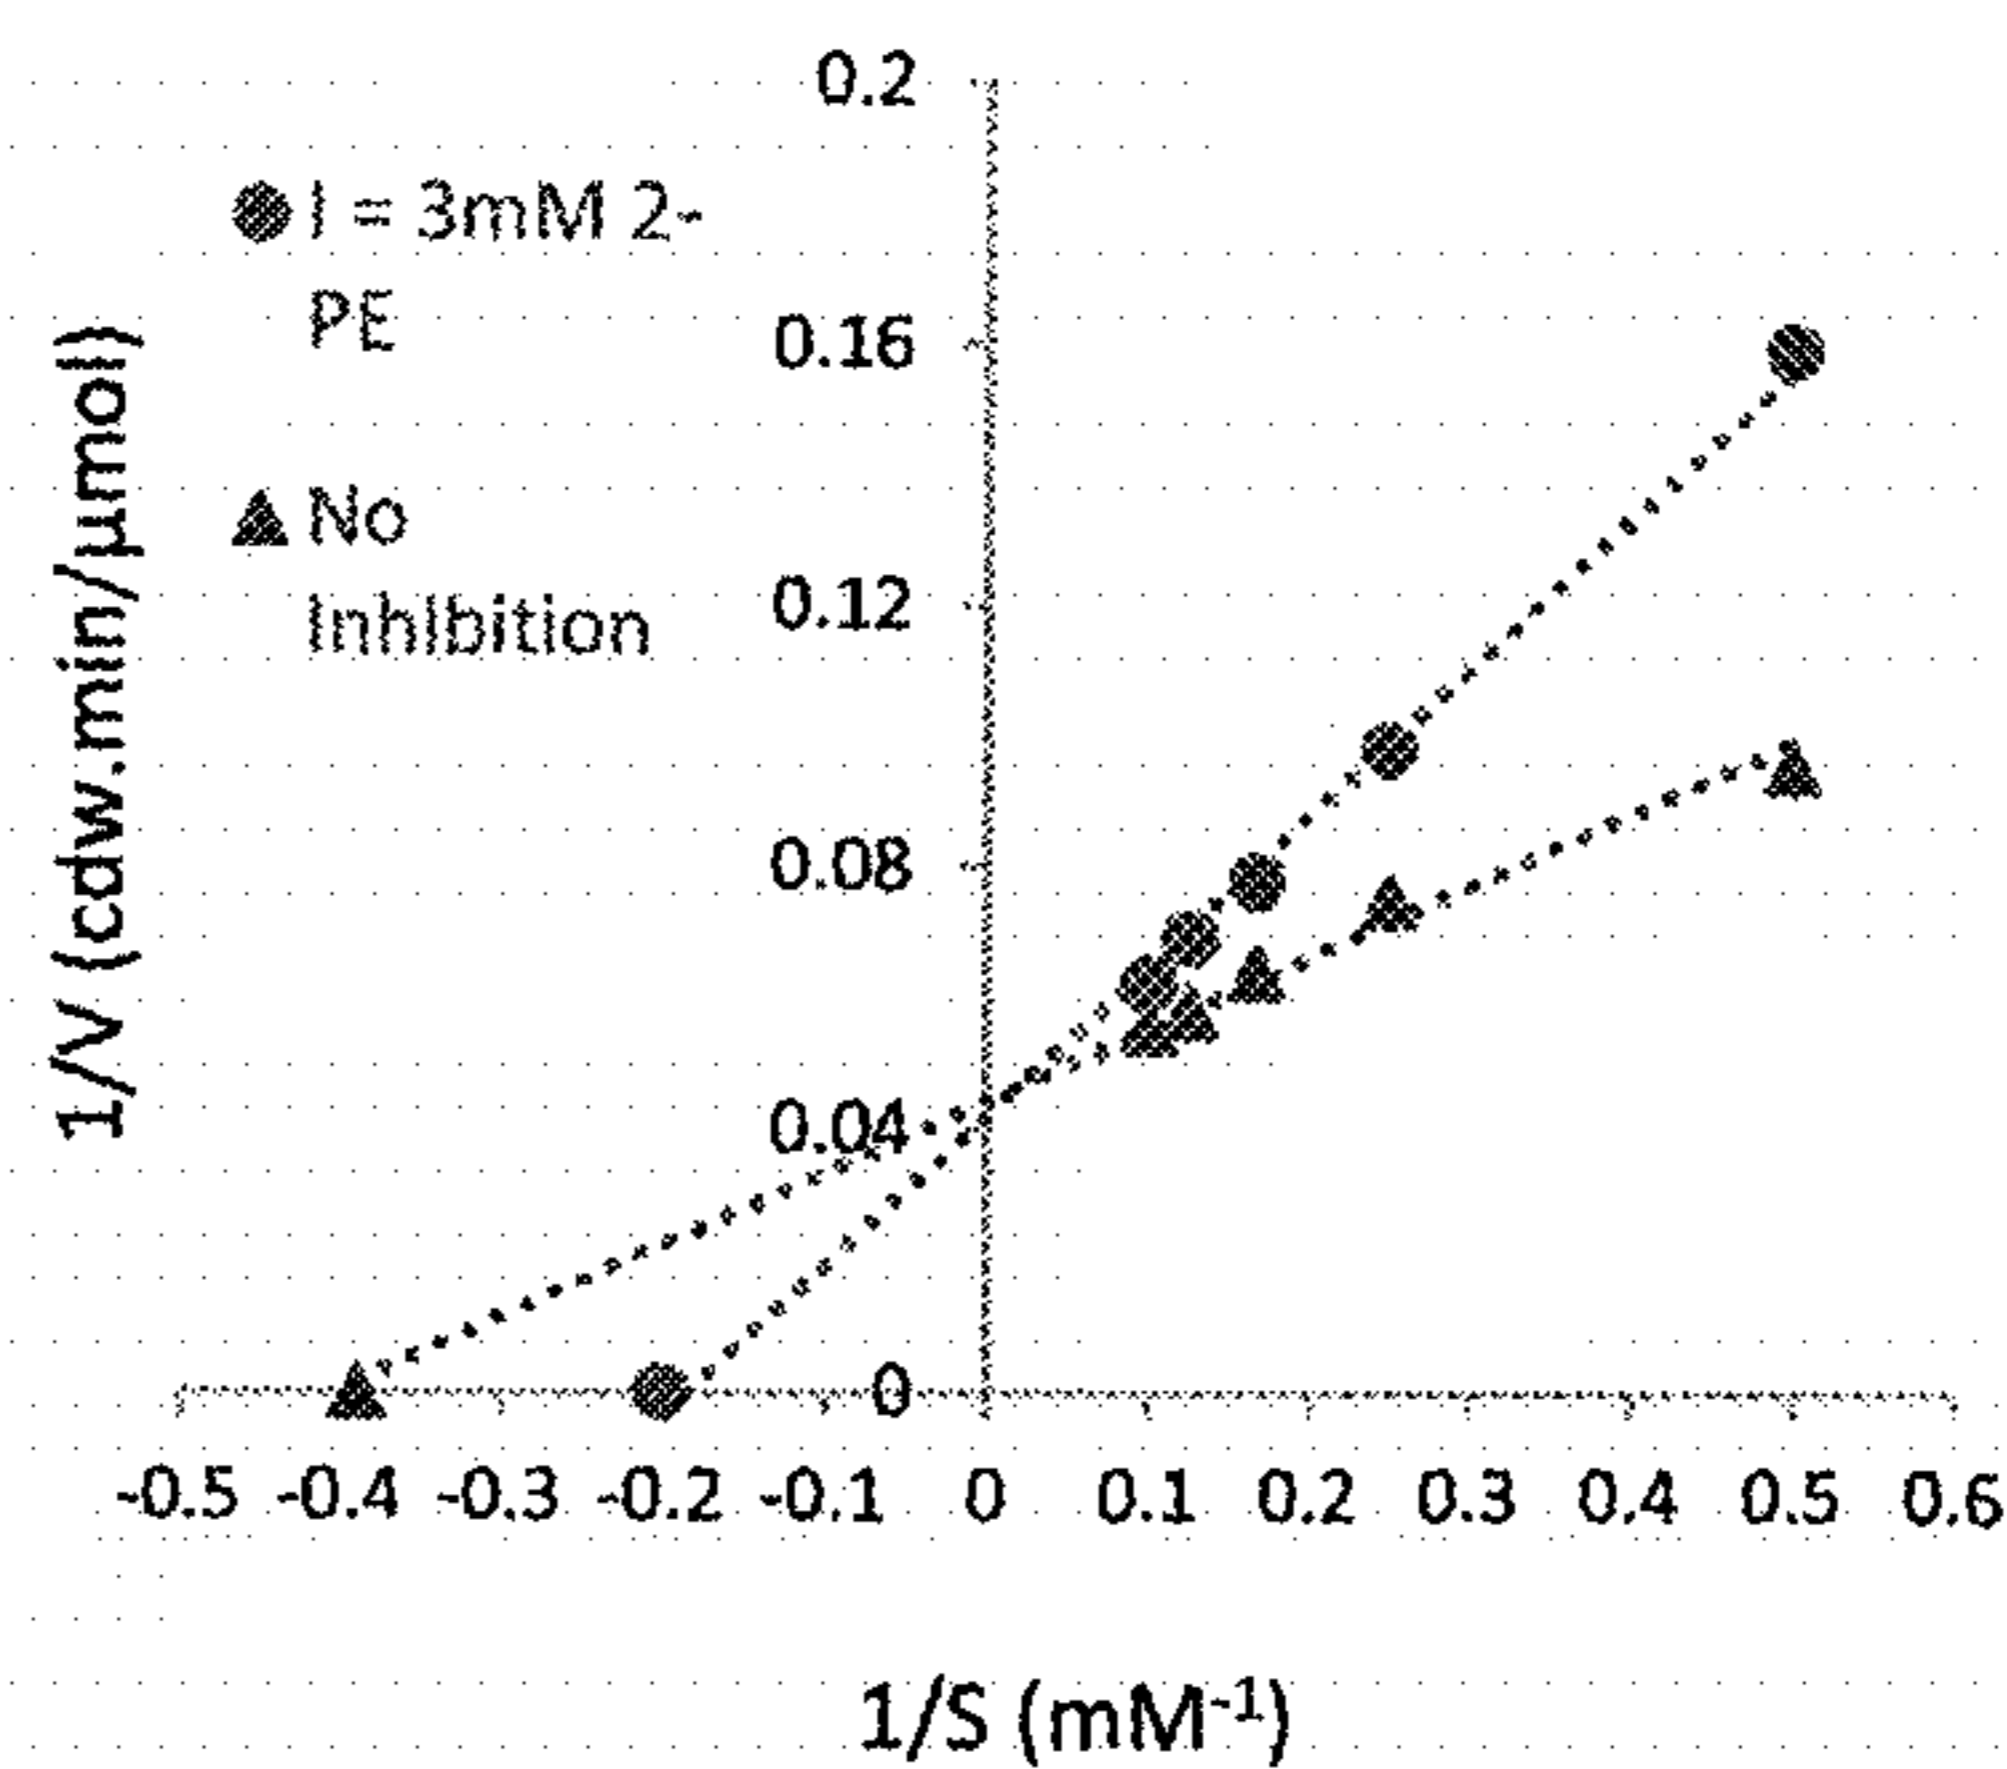 0.2
I = 3mM 2-
PE
0.16
No
InhIbition
0.12
0.08
0.04
0
1/V (cdw.min/µmol)
-0.5 -0.4 -0.3 -0.2 -0.1 0 0.1 0.2 0.3 0.4 0.5 0.6
1/S (mM⁻¹)